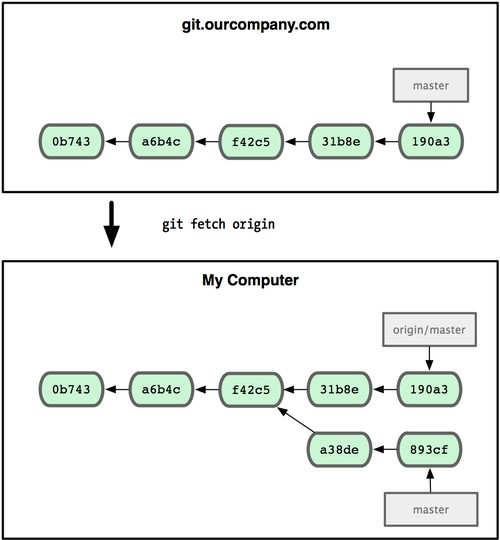 git.ourcompany.com
master
0b743 a6b4c f42c5 31b8e 190a3
git fetch origin
My Computer
origin/master
0b743 a6b4c f42c5 31b8e 190a3
a38de 893cf
master